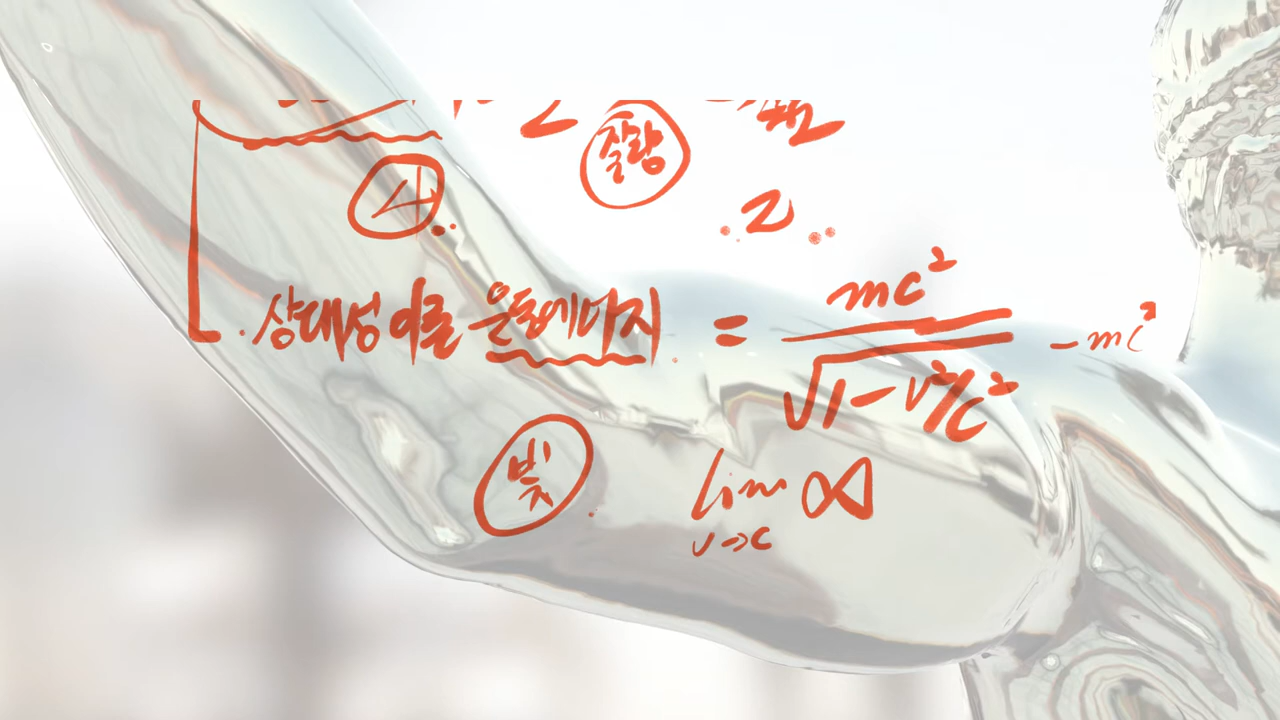 질량
4
2
상대성 이론 운동에너지 = mc²/√1-v²/c² - mc²
빛
lim ∞
v→c